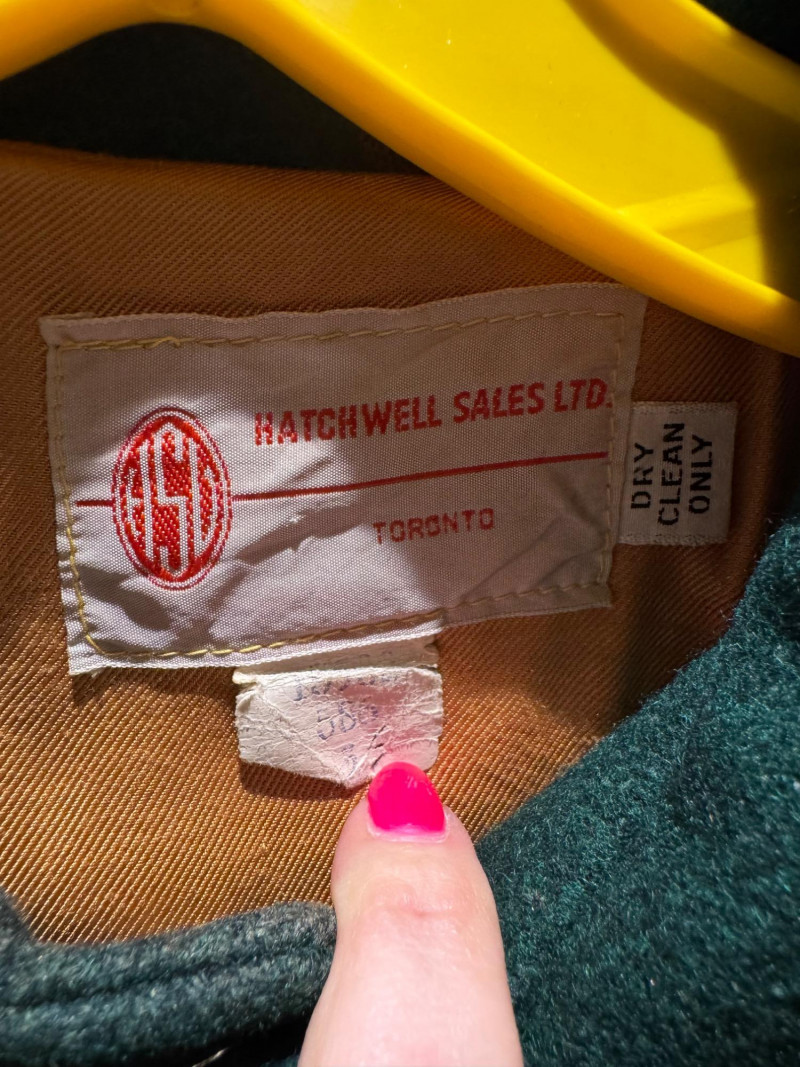 HATCHWELL SALES LTD.
TORONTO
DRY
CLEAN
ONLY